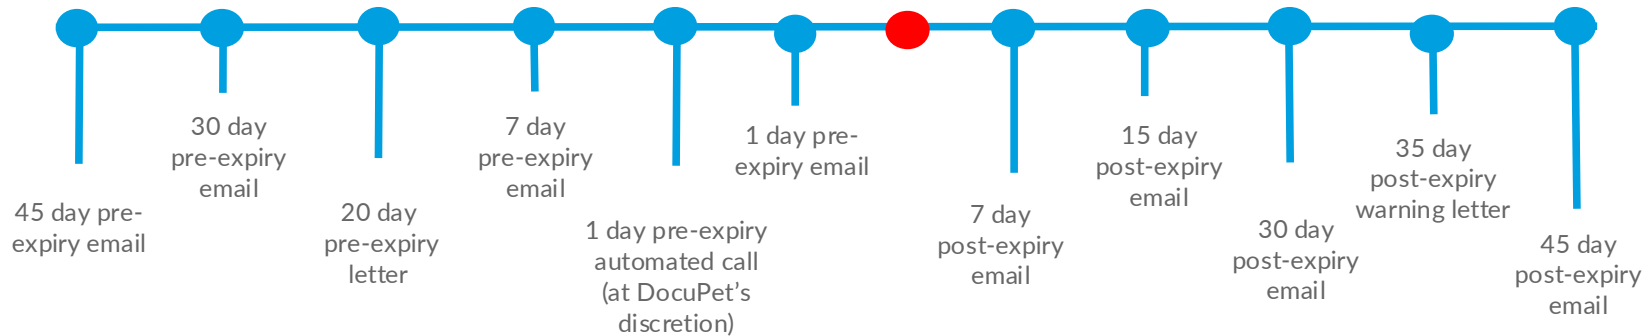 45 day pre-
expiry email
30 day
pre-expiry
email
20 day
pre-expiry
letter
7 day
pre-expiry
email
1 day pre-expiry
automated call
(at DocuPet’s
discretion)
1 day pre-
expiry email
7 day
post-expiry
email
15 day
post-expiry
email
30 day
post-expiry
email
35 day
post-expiry
warning letter
45 day
post-expiry
email